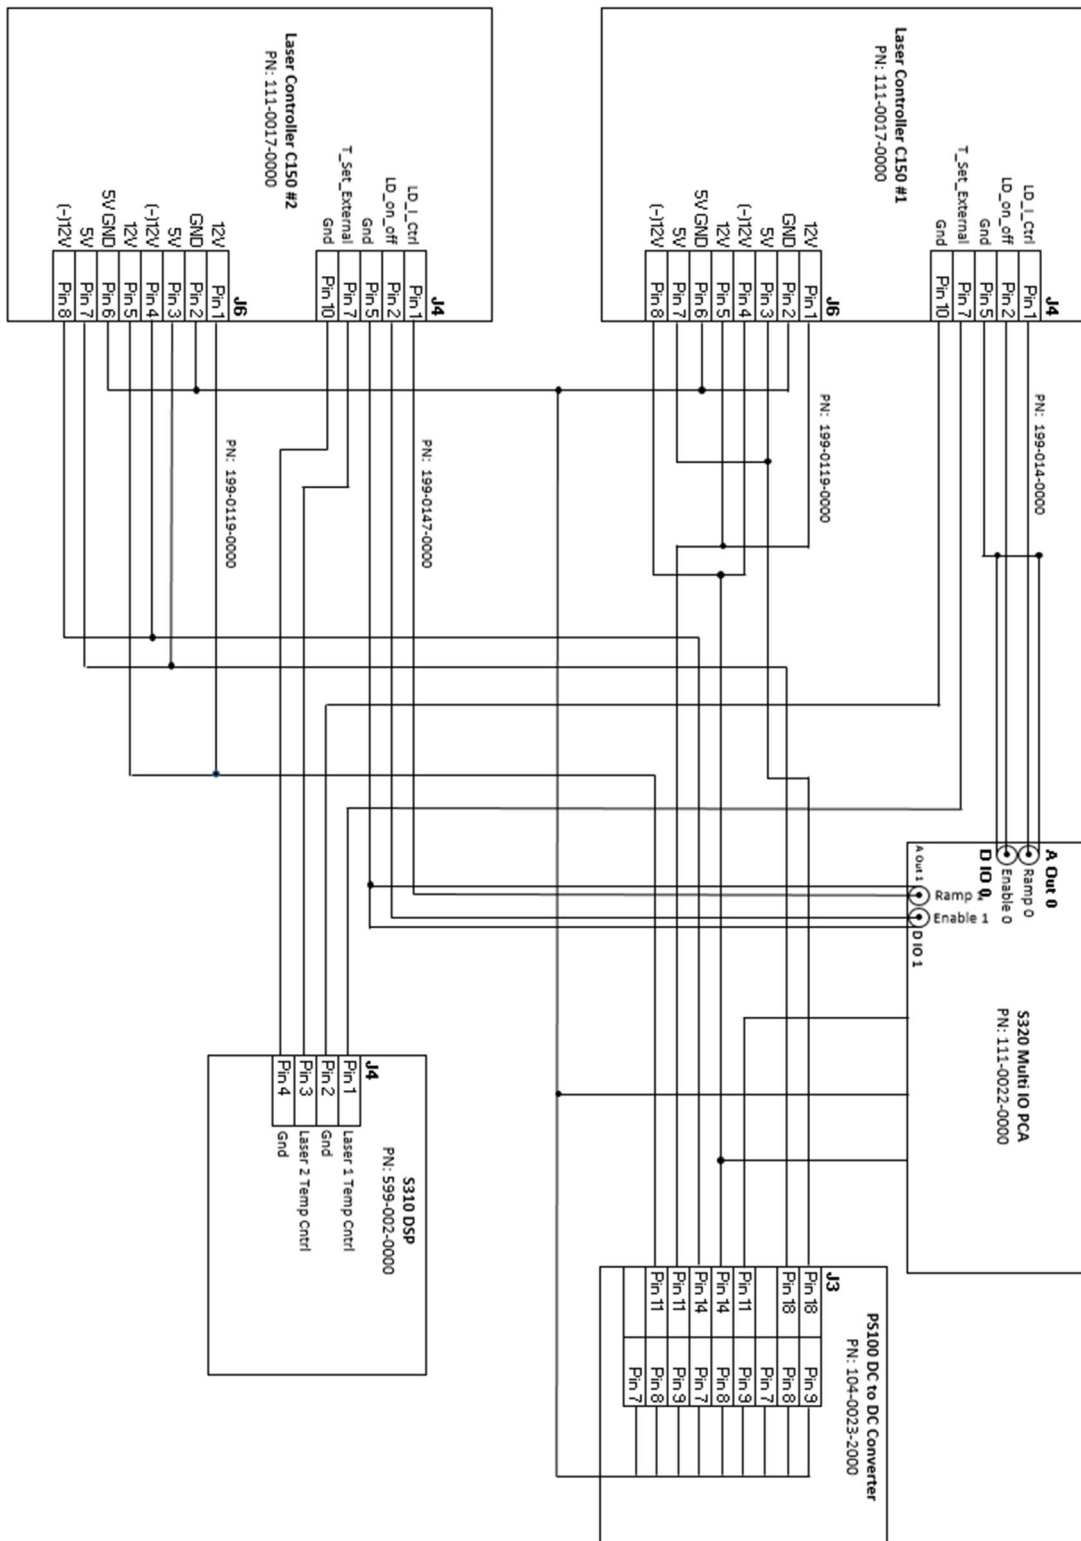 Laser Controller C150 #1
PN: 111-0017-0000
J4
LD_I_Ctrl
LD_on_off
Gnd
T_Set_External
Gnd
Pin 1
Pin 2
Pin 5
Pin 7
Pin 10
J6
12V
GND
5V
(-)12V
12V
5V GND
5V
(-)12V
Pin 1
Pin 2
Pin 3
Pin 4
Pin 5
Pin 6
Pin 7
Pin 8
PN: 199-014-0000
PN: 199-0119-0000
Laser Controller C150 #2
PN: 111-0017-0000
J4
LD_I_Ctrl
LD_on_off
Gnd
T_Set_External
Gnd
Pin 1
Pin 2
Pin 5
Pin 7
Pin 10
J6
12V
GND
5V
(-)12V
12V
5V GND
5V
(-)12V
Pin 1
Pin 2
Pin 3
Pin 4
Pin 5
Pin 6
Pin 7
Pin 8
PN: 199-0147-0000
PN: 199-0119-0000
A Out 0
Ramp 0
D IO 0
Enable 0
A Out 1
Ramp
Enable 1
D IO 1
S320 Multi IO PCA
PN: 111-0022-0000
J4
Pin 1
Pin 2
Pin 3
Pin 4
Laser 1 Temp Cntrl
Gnd
Laser 2 Temp Cntrl
Gnd
S310 DSP
PN: 599-002-0000
J3
Pin 18
Pin 18
Pin 11
Pin 14
Pin 14
Pin 11
Pin 11
Pin 9
Pin 8
Pin 7
Pin 9
Pin 8
Pin 7
Pin 9
Pin 8
Pin 7
PS100 DC to DC Converter
PN: 104-0023-2000